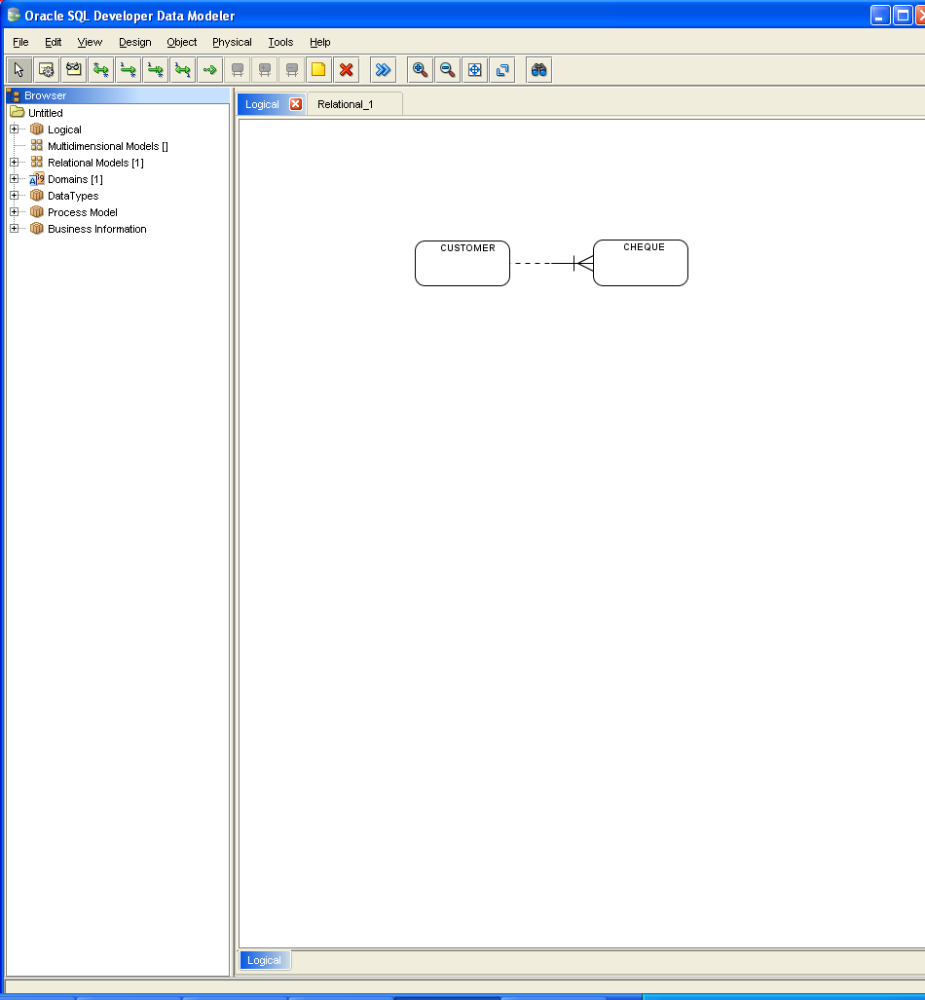 Oracle SQL Developer Data Modeler
File Edit View Design Object Physical Tools Help
Browser
Untitled
Logical
Multidimensional Models []
Relational Models [1]
Domains [1]
DataTypes
Process Model
Business Information
Logical Relational_1
CUSTOMER CHEQUE
Logical